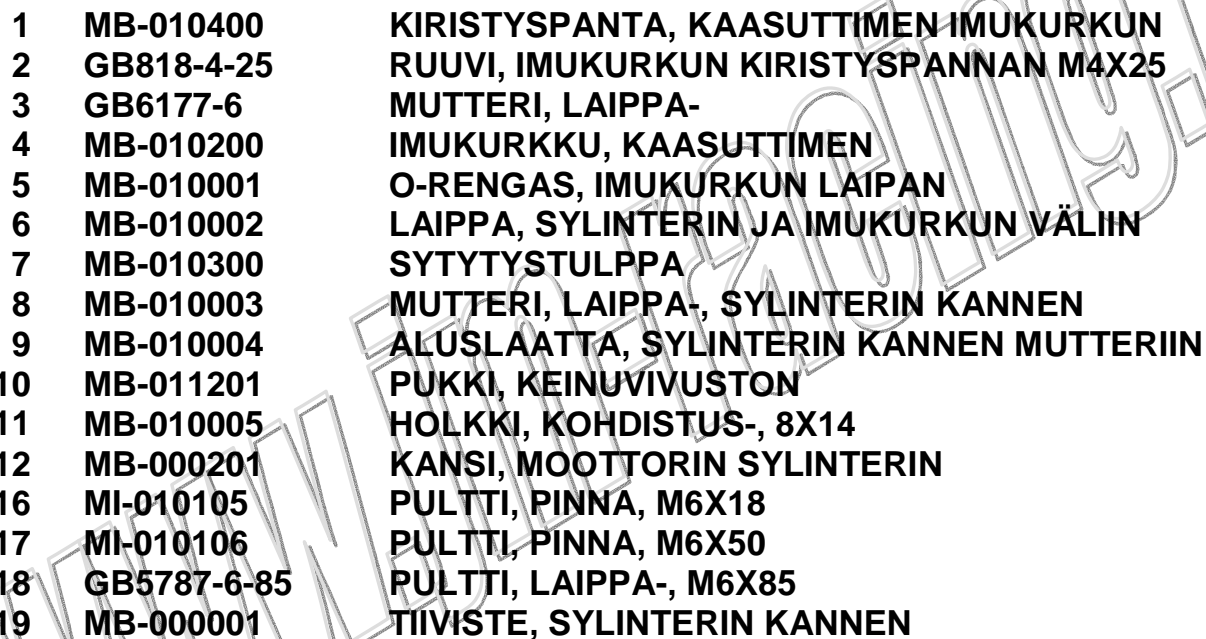 1 MB-010400 KIRISTYSPANTA, KAASUTTIMEN IMUKURKUN
2 GB818-4-25 RUUVI, IMUKURKUN KIRISTYSPANNAN M4X25
3 GB6177-6 MUTTERI, LAIPPA-
4 MB-010200 IMUKURKKU, KAASUTTIMEN
5 MB-010001 O-RENGAS, IMUKURKUN LAIPAN
6 MB-010002 LAIPPA, SYLINTERIN JA IMUKURKUN VÄLIIN
7 MB-010300 SYTYTYSTULPPA
8 MB-010003 MUTTERI, LAIPPA-, SYLINTERIN KANNEN
9 MB-010004 ALUSLAATTA, SYLINTERIN KANNEN MUTTERIIN
10 MB-011201 PUKKI, KEINUVIVUSTON
11 MB-010005 HOLKKI, KOHDISTUS-, 8X14
12 MB-000201 KANSI, MOOTTORIN SYLINTERIN
16 MI-010105 PULTTI, PINNA, M6X18
17 MI-010106 PULTTI, PINNA, M6X50
18 GB5787-6-85 PULTTI, LAIPPA-, M6X85
19 MB-000001 TIIVISTE, SYLINTERIN KANNEN
www.jm-racing.